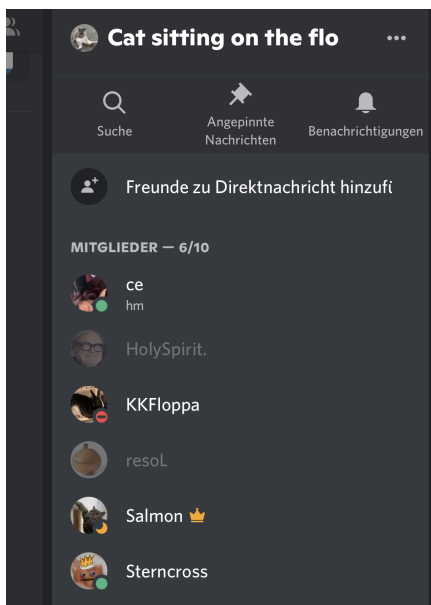 Cat sitting on the flo
Suche
Angepinnte
Nachrichten
Benachrichtigungen
Freunde zu Direktnachricht hinzufü
MITGLIEDER — 6/10
ce
hm
HolySpirit.
KKFloppa
resoL
Salmon
Sterncross